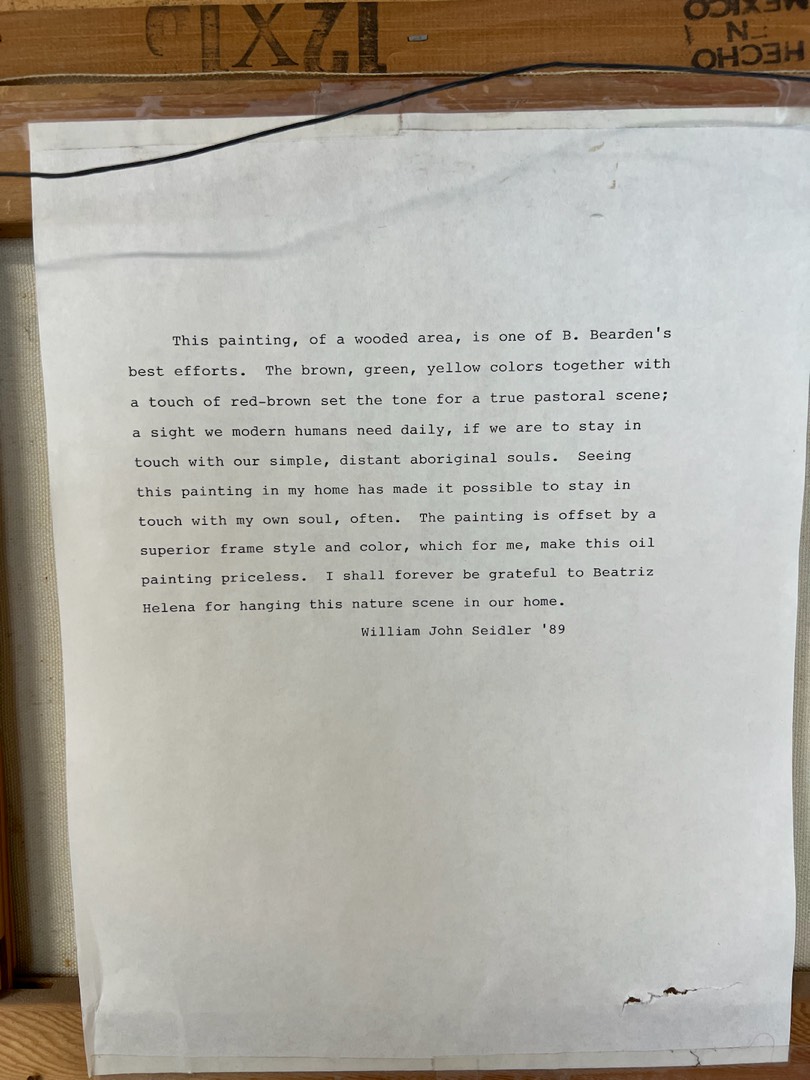 12X1
HECHO
EN
MEXICO
This painting, of a wooded area, is one of B. Bearden's
best efforts. The brown, green, yellow colors together with
a touch of red-brown set the tone for a true pastoral scene;
a sight we modern humans need daily, if we are to stay in
touch with our simple, distant aboriginal souls. Seeing
this painting in my home has made it possible to stay in
touch with my own soul, often. The painting is offset by a
superior frame style and color, which for me, make this oil
painting priceless. I shall forever be grateful to Beatriz
Helena for hanging this nature scene in our home.
William John Seidler '89